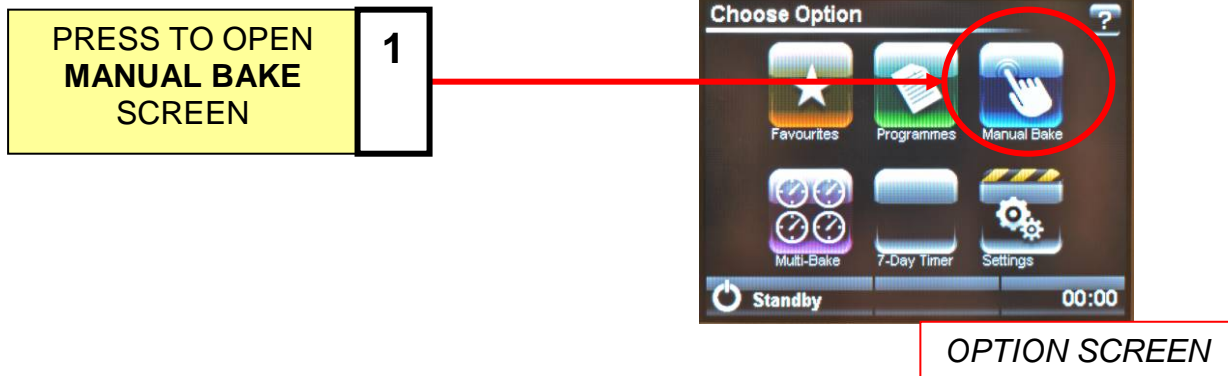 PRESS TO OPEN
MANUAL BAKE
SCREEN
1
Choose Option
?
Favourites
Programmes
Manual Bake
Multi-Bake
7-Day Timer
Settings
Standby
00:00
OPTION SCREEN